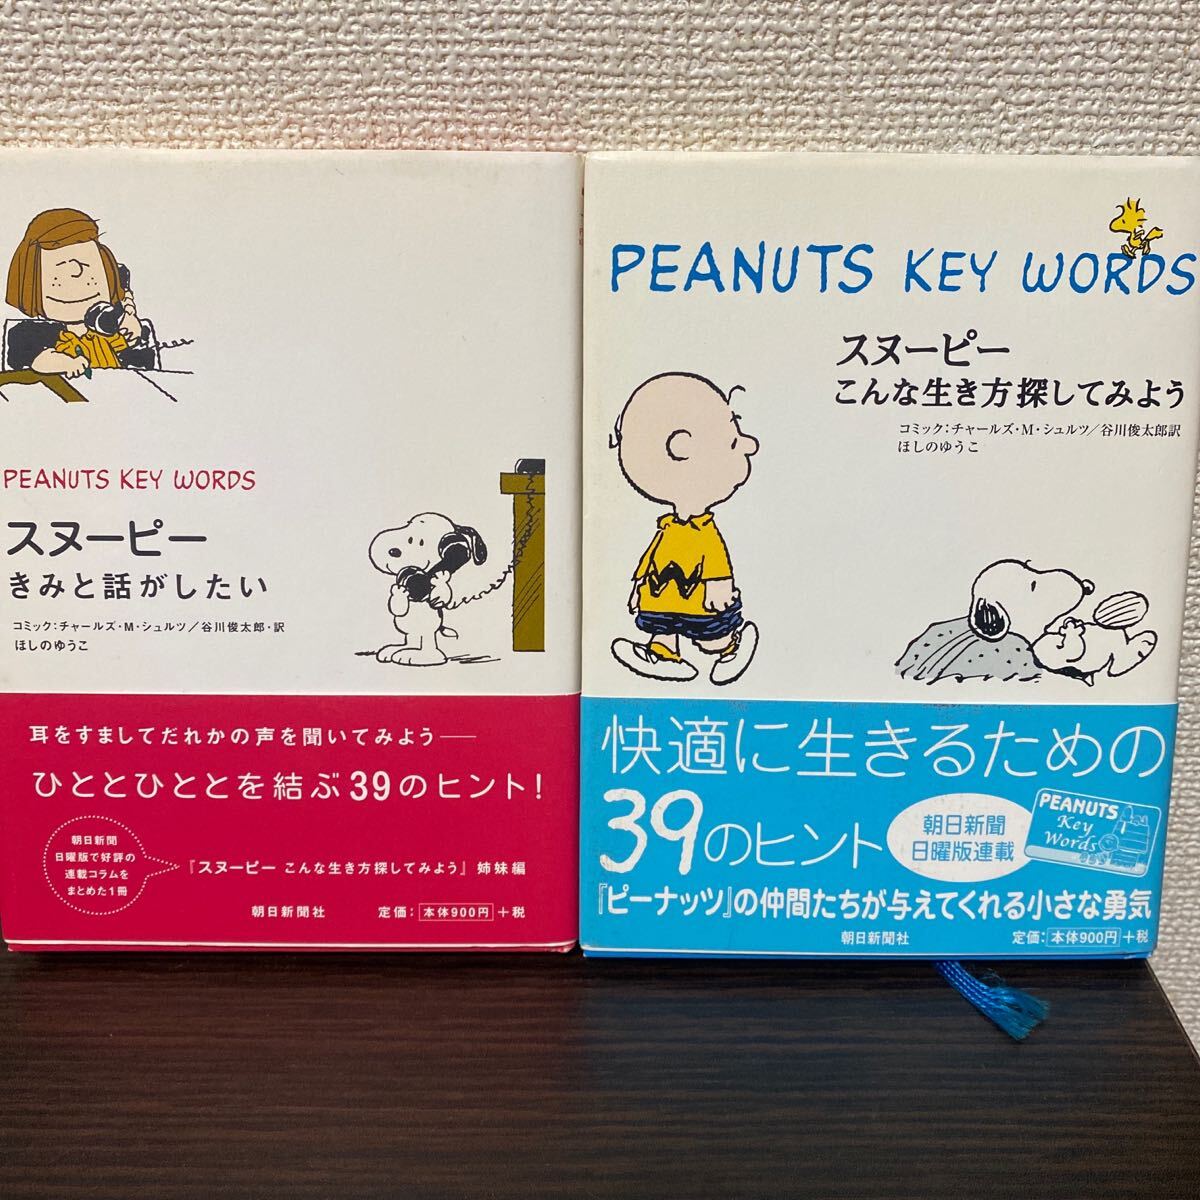 PEANUTS KEY WORDS
スヌーピー
きみと話がしたい
コミック:チャールズ・M・シュルツ/谷川俊太郎・訳
ほしのゆうこ
耳をすましてだれかの声を聞いてみよう——
ひととひととを結ぶ39のヒント!
朝日新聞
日曜版で好評の
連載コラムを
まとめた1冊
『スヌーピー こんな生き方探してみよう』姉妹編
朝日新聞社 定価:本体900円+税
PEANUTS KEY WORDS
スヌーピー
こんな生き方探してみよう
コミック:チャールズ・M・シュルツ/谷川俊太郎訳
ほしのゆうこ
快適に生きるための
39のヒント
朝日新聞
日曜版連載
PEANUTS
Key
Words
『ピーナッツ』の仲間たちが与えてくれる小さな勇気
朝日新聞社 定価:本体900円+税